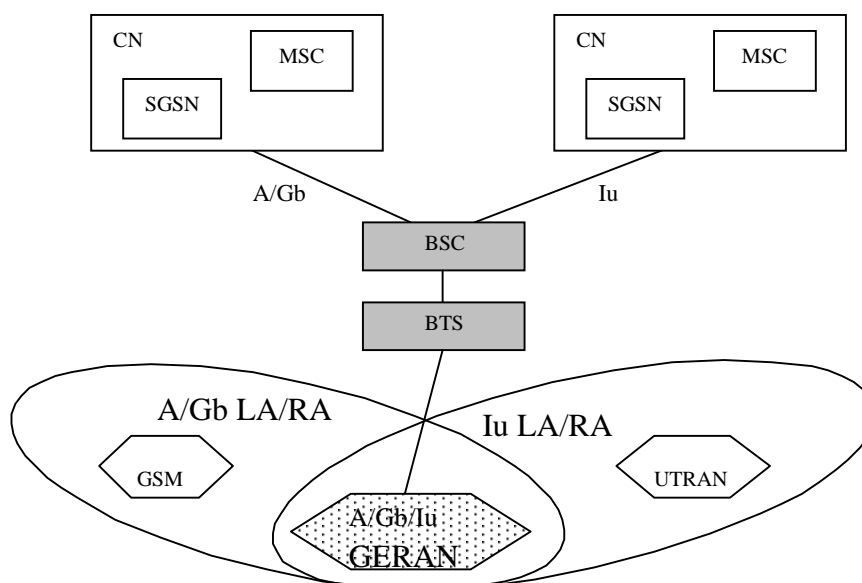 CN
MSC
SGSN
CN
MSC
SGSN
A/Gb
Iu
BSC
BTS
A/Gb LA/RA
Iu LA/RA
GSM
UTRAN
A/Gb/Iu
GERAN